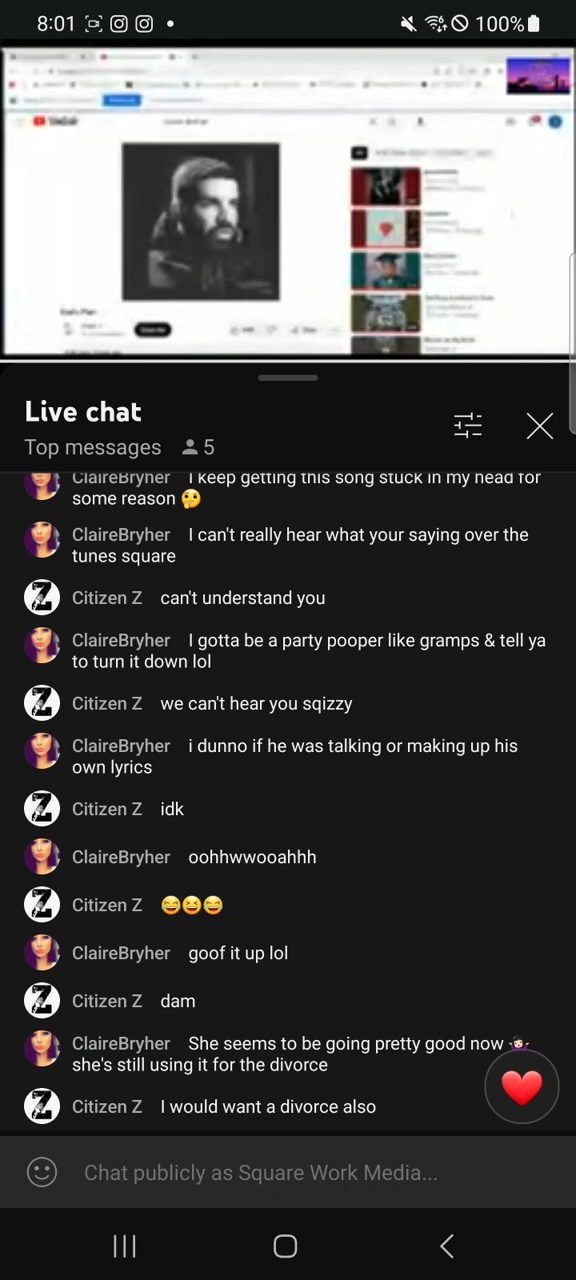 8:01
100%
Live chat
Top messages 5
ClaireBryher I keep getting this song stuck in my head for
some reason 🤔
ClaireBryher I can't really hear what your saying over the
tunes square
Citizen Z can't understand you
ClaireBryher I gotta be a party pooper like gramps & tell ya
to turn it down lol
Citizen Z we can't hear you sqizzy
ClaireBryher i dunno if he was talking or making up his
own lyrics
Citizen Z idk
ClaireBryher oohhwwooahhh
Citizen Z 😂😆😂
ClaireBryher goof it up lol
Citizen Z dam
ClaireBryher She seems to be going pretty good now 🤷🏻‍♀️
she's still using it for the divorce
Citizen Z I would want a divorce also
Chat publicly as Square Work Media...